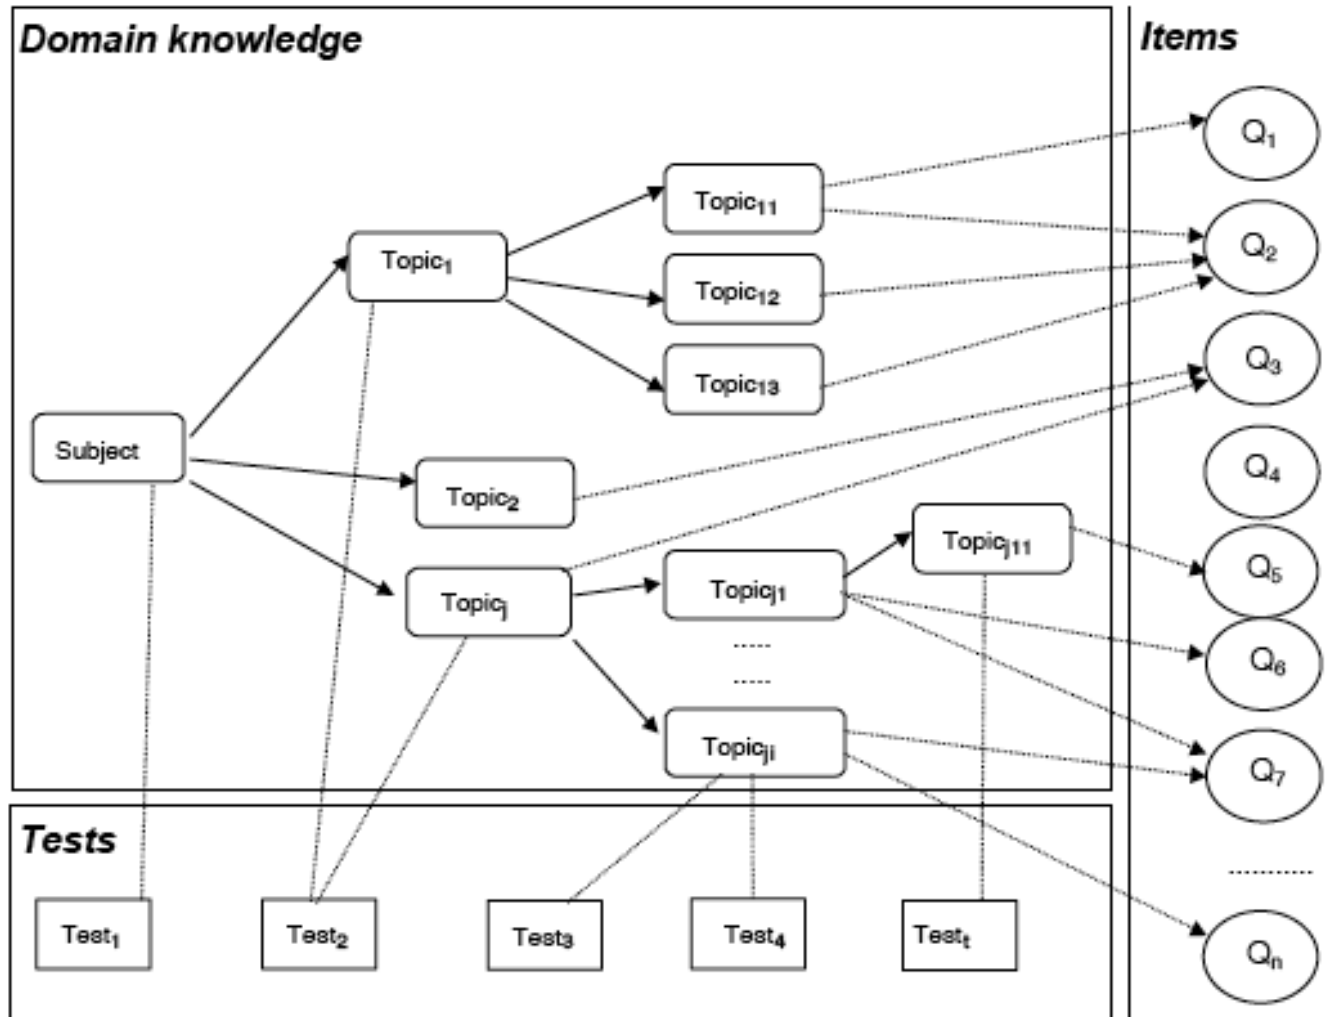 Domain knowledge
Items
Q1
Topic11
Q2
Topic1
Topic12
Q3
Topic13
Subject
Q4
Topic2
Topicj11
Q5
Topicj
Topicj1
Q6
Topicji
Q7
Tests
Test1
Test2
Test3
Test4
Testt
Qn